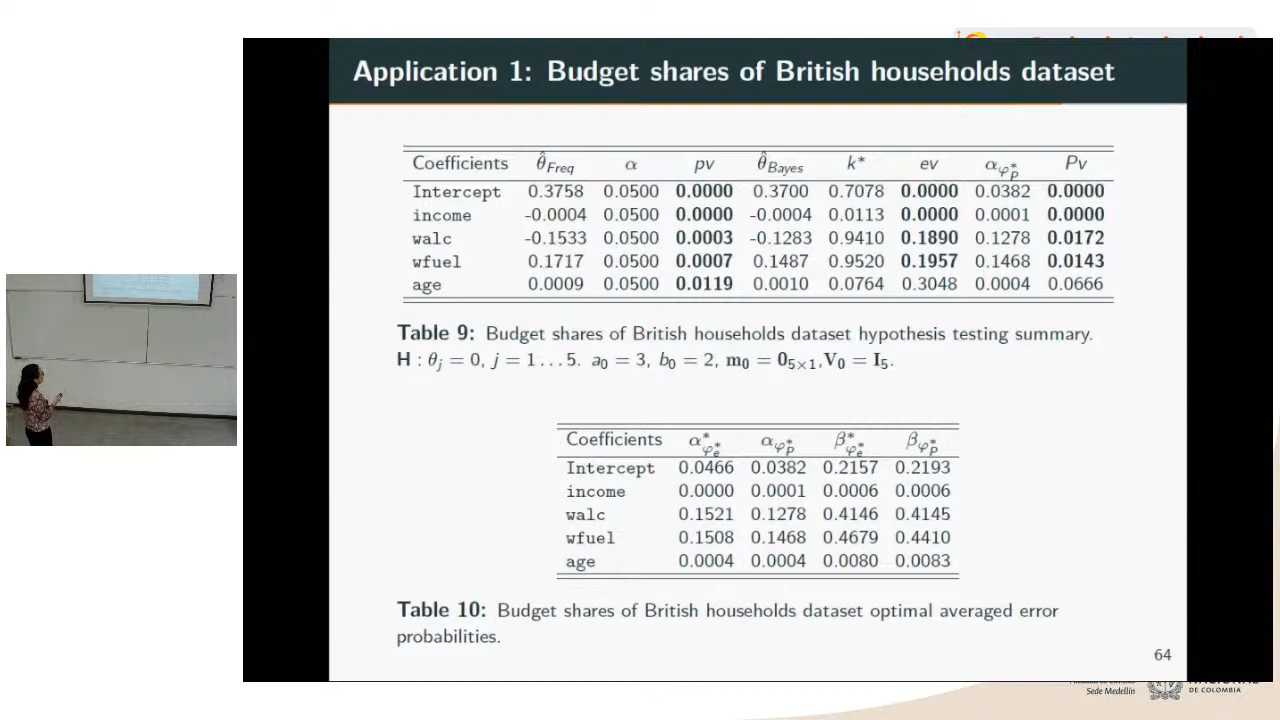 Application 1: Budget shares of British households dataset
Coefficients θ̂_Freq α pv θ̂_Bayes k* ev α_φ*_P Pv
Intercept 0.3758 0.0500 0.0000 0.3700 0.7078 0.0000 0.0382 0.0000
income -0.0004 0.0500 0.0000 -0.0004 0.0113 0.0000 0.0001 0.0000
walc -0.1533 0.0500 0.0003 -0.1283 0.9410 0.1890 0.1278 0.0172
wfuel 0.1717 0.0500 0.0007 0.1487 0.9520 0.1957 0.1468 0.0143
age 0.0009 0.0500 0.0119 0.0010 0.0764 0.3048 0.0004 0.0666
Table 9: Budget shares of British households dataset hypothesis testing summary.
H : θ_j = 0, j = 1 … 5. a_0 = 3, b_0 = 2, m_0 = 0_5×1, V_0 = I_5.
Coefficients α*_φ*_e α_φ*_P β*_φ*_e β_φ*_P
Intercept 0.0466 0.0382 0.2157 0.2193
income 0.0000 0.0001 0.0006 0.0006
walc 0.1521 0.1278 0.4146 0.4145
wfuel 0.1508 0.1468 0.4679 0.4410
age 0.0004 0.0004 0.0080 0.0083
Table 10: Budget shares of British households dataset optimal averaged error
probabilities.
64
Sede Medellín
DE COLOMBIA